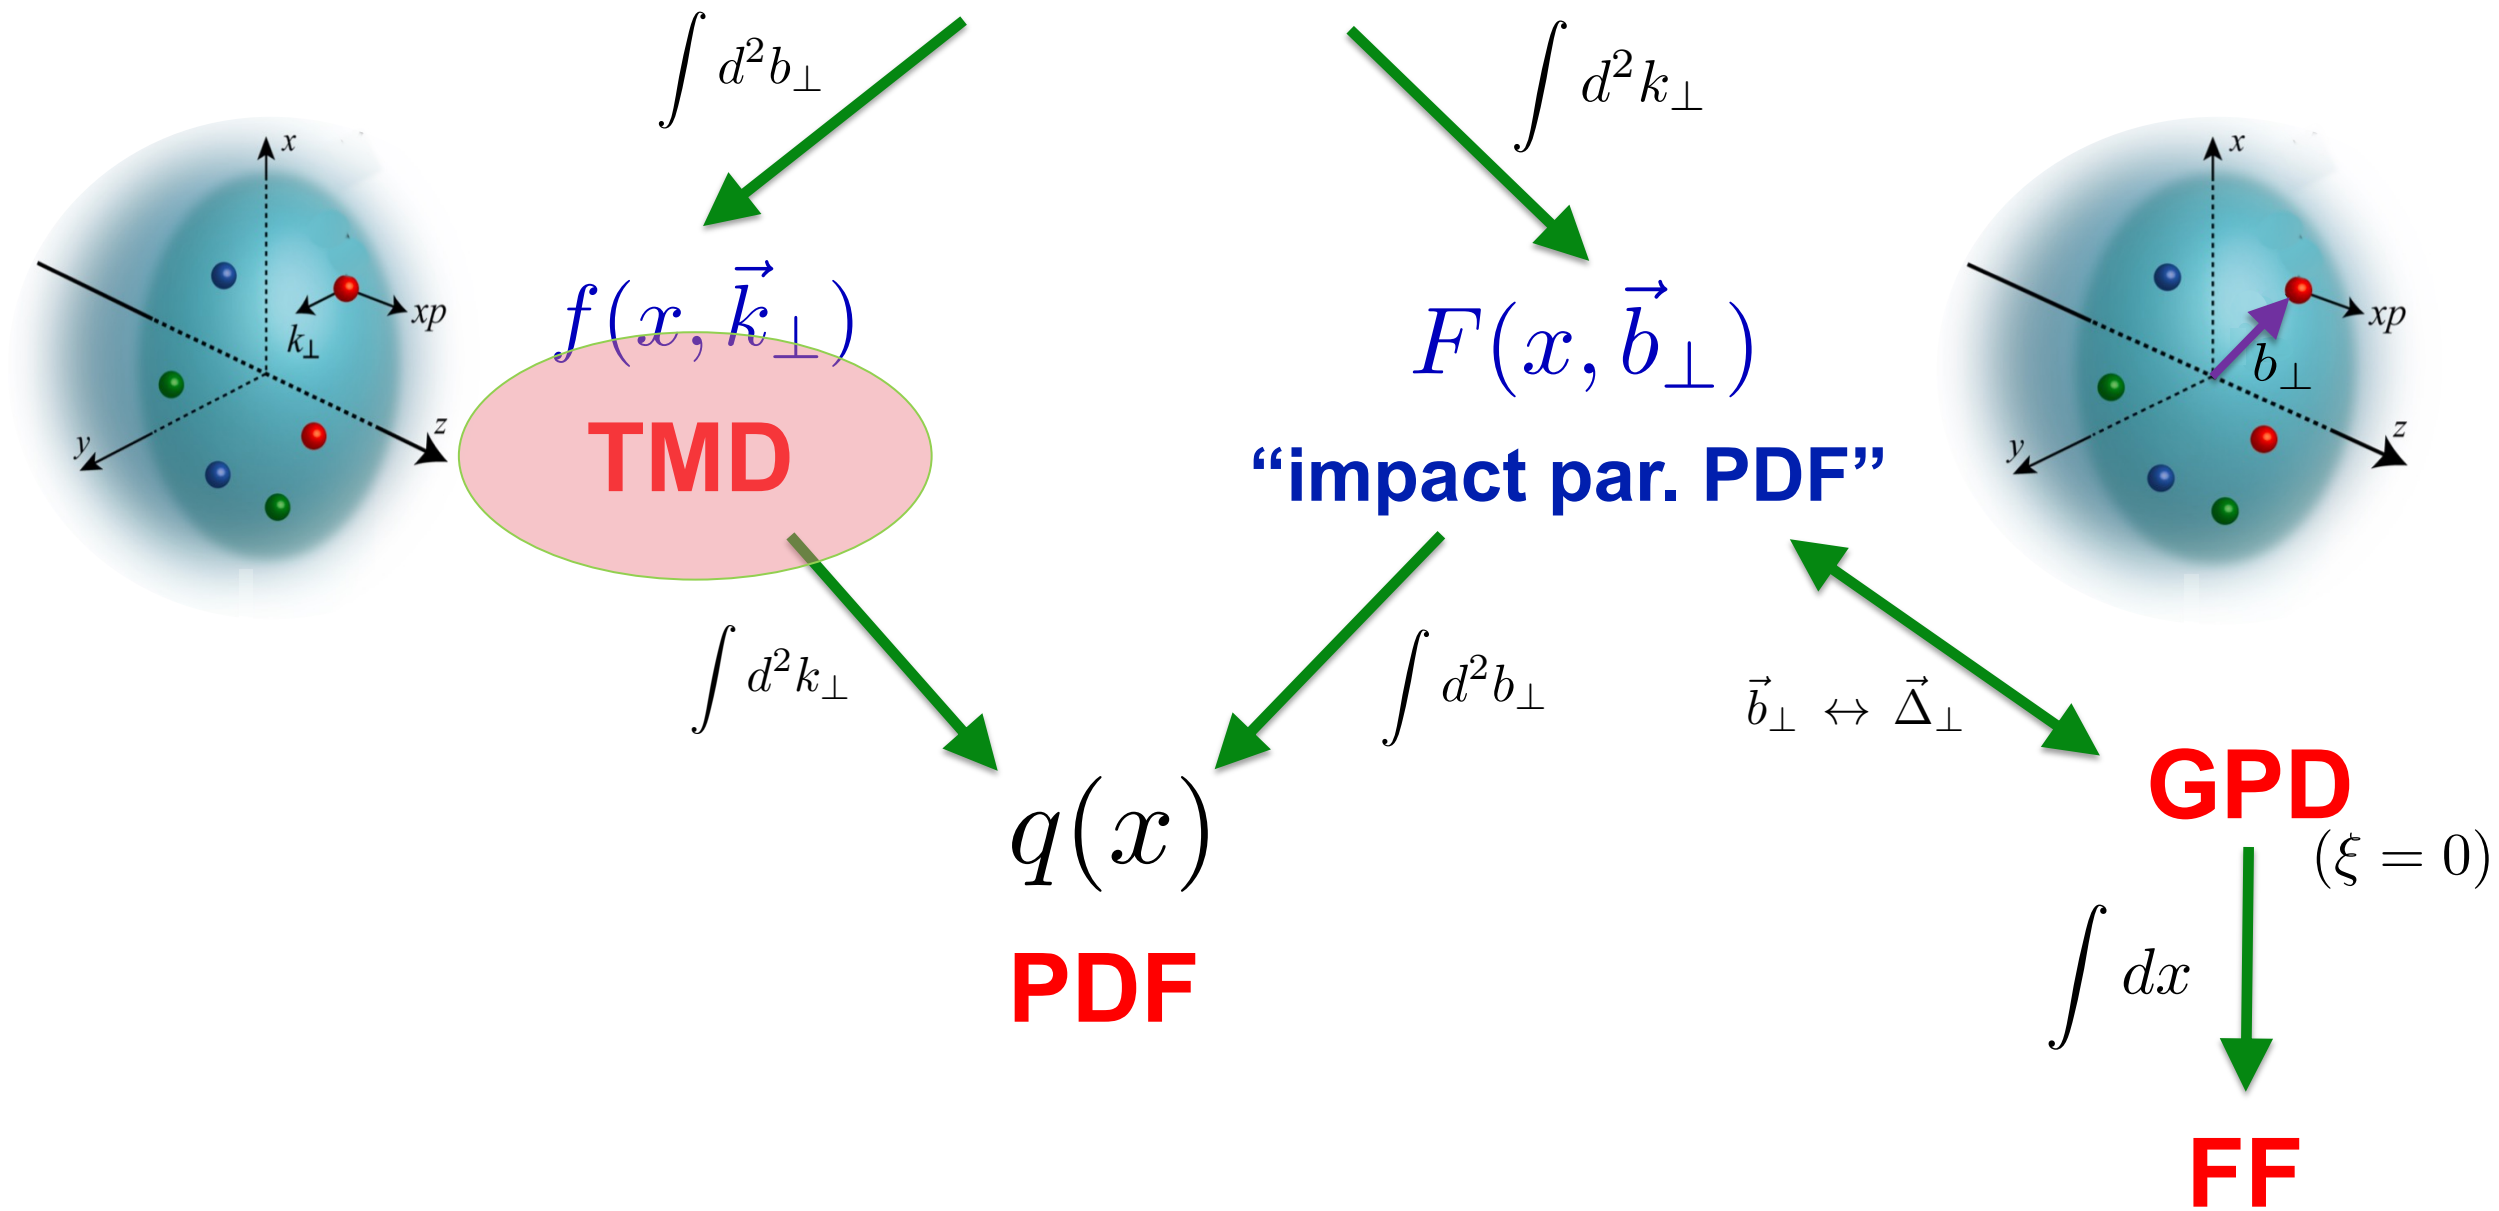 ∫ d²b⊥
∫ d²k⊥
x
xp
k⊥
y
z
f(x, k⃗⊥)
TMD
F(x, b⃗⊥)
“impact par. PDF”
x
xp
b⊥
y
z
∫ d²k⊥
∫ d²b⊥
b⃗⊥ ↔ Δ⃗⊥
q(x)
PDF
GPD
(ξ = 0)
∫ dx
FF